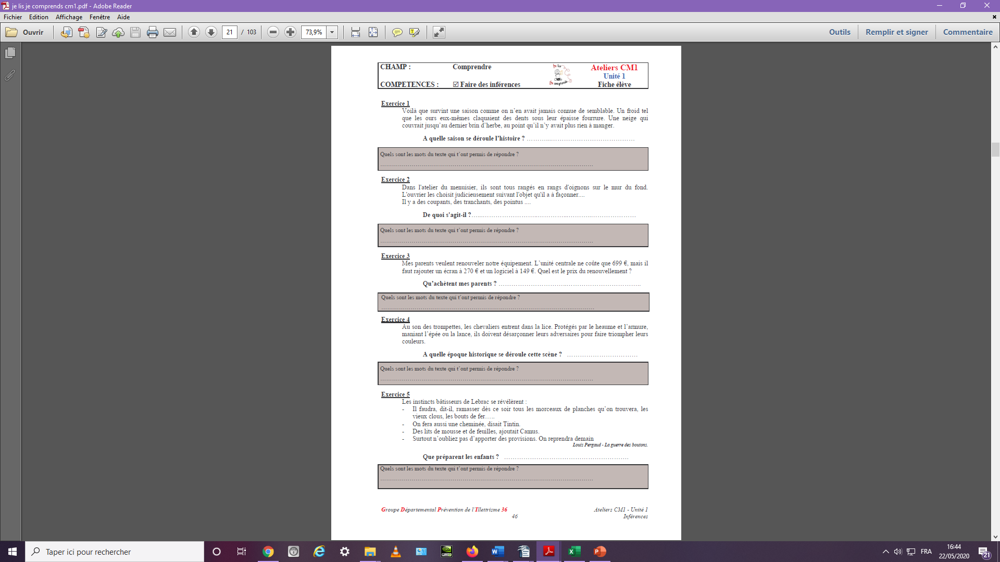 je lis je comprends cm1.pdf - Adobe Reader
Fichier Edition Affichage Fenêtre Aide
Ouvrir 21 / 103 73,9% Outils Remplir et signer Commentaire
CHAMP : Comprendre
Je lis
Ateliers CM1
Unité 1
Je comprends
COMPETENCES : ☑ Faire des inférences Fiche élève
Exercice 1
Voilà que survint une saison comme on n’en avait jamais connue de semblable. Un froid tel
que les ours eux-mêmes claquaient des dents sous leur épaisse fourrure. Une neige qui
couvrait jusqu’au dernier brin d’herbe, au point qu’il n’y avait plus rien à manger.
A quelle saison se déroule l’histoire ? ……………………………………………
Quels sont les mots du texte qui t’ont permis de répondre ?
……………………………………………………………………………………………
Exercice 2
Dans l'atelier du menuisier, ils sont tous rangés en rangs d'oignons sur le mur du fond.
L'ouvrier les choisit judicieusement suivant l'objet qu'il a à façonner....
Il y a des coupants, des tranchants, des pointus ....
De quoi s'agit-il ?……………………………………………………………………
Quels sont les mots du texte qui t’ont permis de répondre ?
……………………………………………………………………………………………
Exercice 3
Mes parents veulent renouveler notre équipement. L’unité centrale ne coûte que 699 €, mais il
faut rajouter un écran à 270 € et un logiciel à 149 €. Quel est le prix du renouvellement ?
Qu’achètent mes parents ? ……………………………………………………………
Quels sont les mots du texte qui t’ont permis de répondre ?
……………………………………………………………………………………………
Exercice 4
Au son des trompettes, les chevaliers entrent dans la lice. Protégés par le heaume et l’armure,
maniant l’épée ou la lance, ils doivent désarçonner leurs adversaires pour faire triompher leurs
couleurs.
A quelle époque historique se déroule cette scène ? ……………………………
Quels sont les mots du texte qui t’ont permis de répondre ?
……………………………………………………………………………………………
Exercice 5
Les instincts bâtisseurs de Lebrac se révélèrent :
- Il faudra, dit-il, ramasser dès ce soir tous les morceaux de planches qu’on trouvera, les
vieux clous, les bouts de fer…..
- On fera aussi une cheminée, disait Tintin.
- Des lits de mousse et de feuilles, ajoutait Camus.
- Surtout n’oubliez pas d’apporter des provisions. On reprendra demain
Louis Pergaud - La guerre des boutons.
Que préparent les enfants ? …………………………………………………
Quels sont les mots du texte qui t’ont permis de répondre ?
……………………………………………………………………………………………
Groupe Départemental Prévention de l'Illettrisme 36 Ateliers CM1 - Unité 1
46 Inférences
Taper ici pour rechercher
FRA
16:44
22/05/2020
21